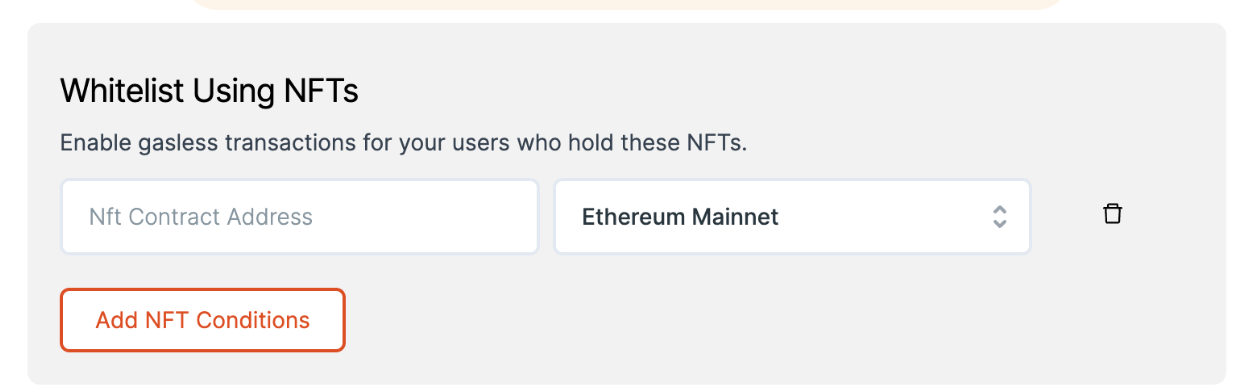 Whitelist Using NFTs
Enable gasless transactions for your users who hold these NFTs.
Nft Contract Address
Ethereum Mainnet
Add NFT Conditions